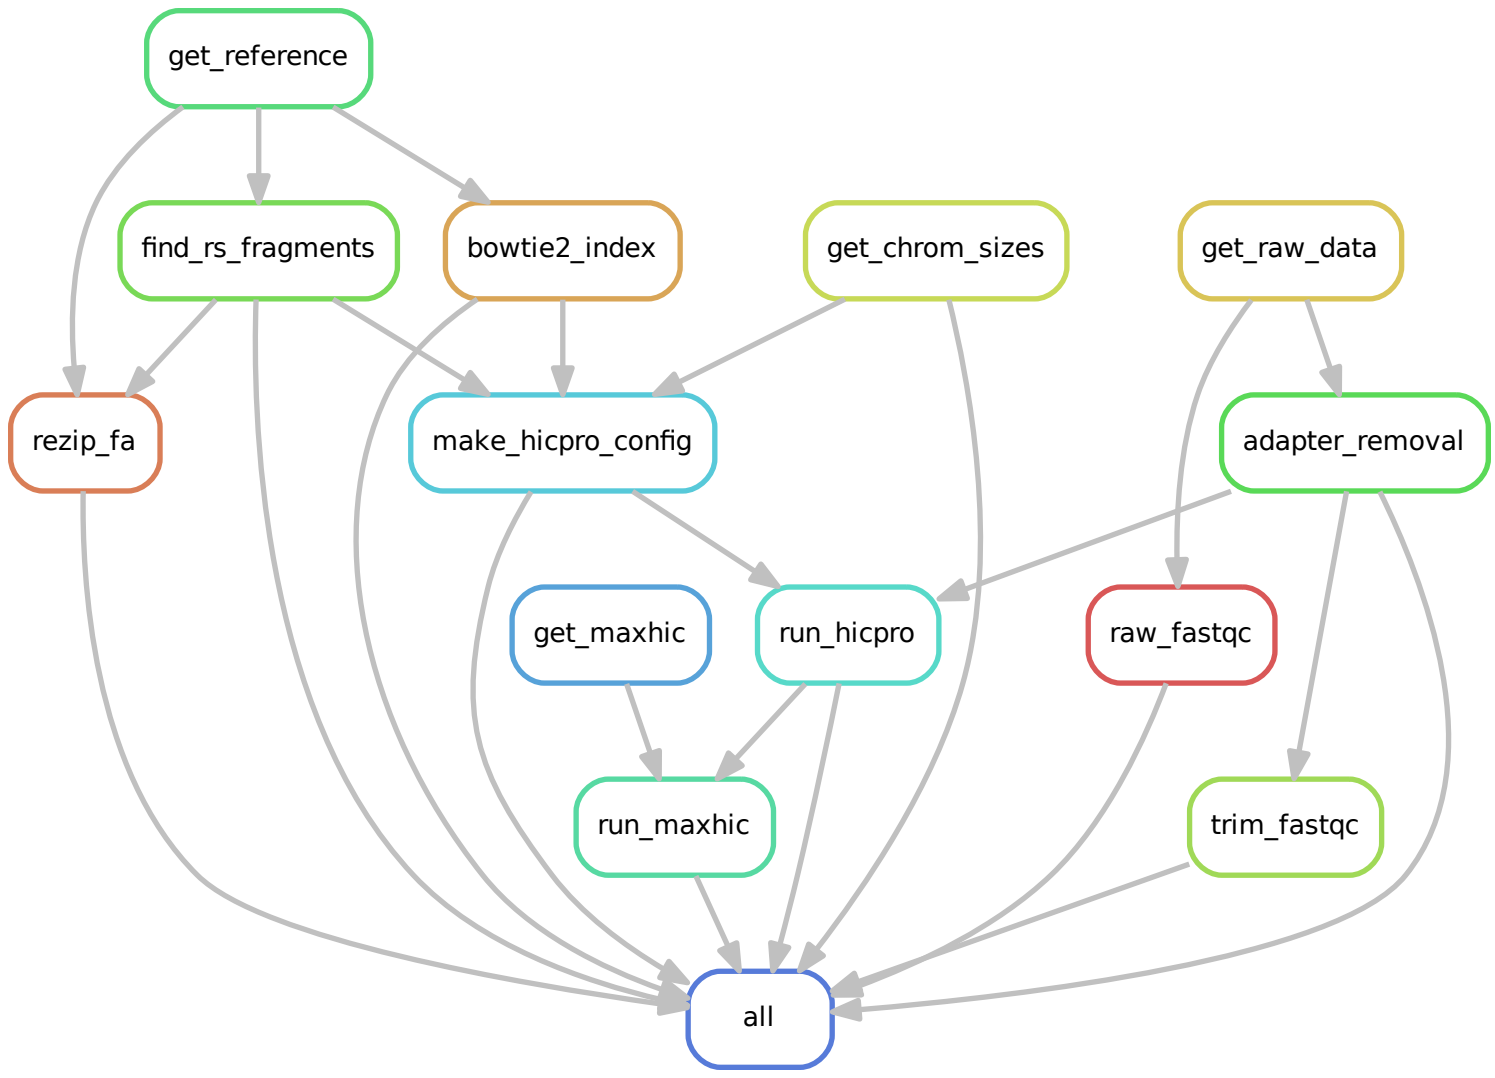 get_reference
find_rs_fragments
bowtie2_index
get_chrom_sizes
get_raw_data
rezip_fa
make_hicpro_config
adapter_removal
get_maxhic
run_hicpro
raw_fastqc
run_maxhic
trim_fastqc
all